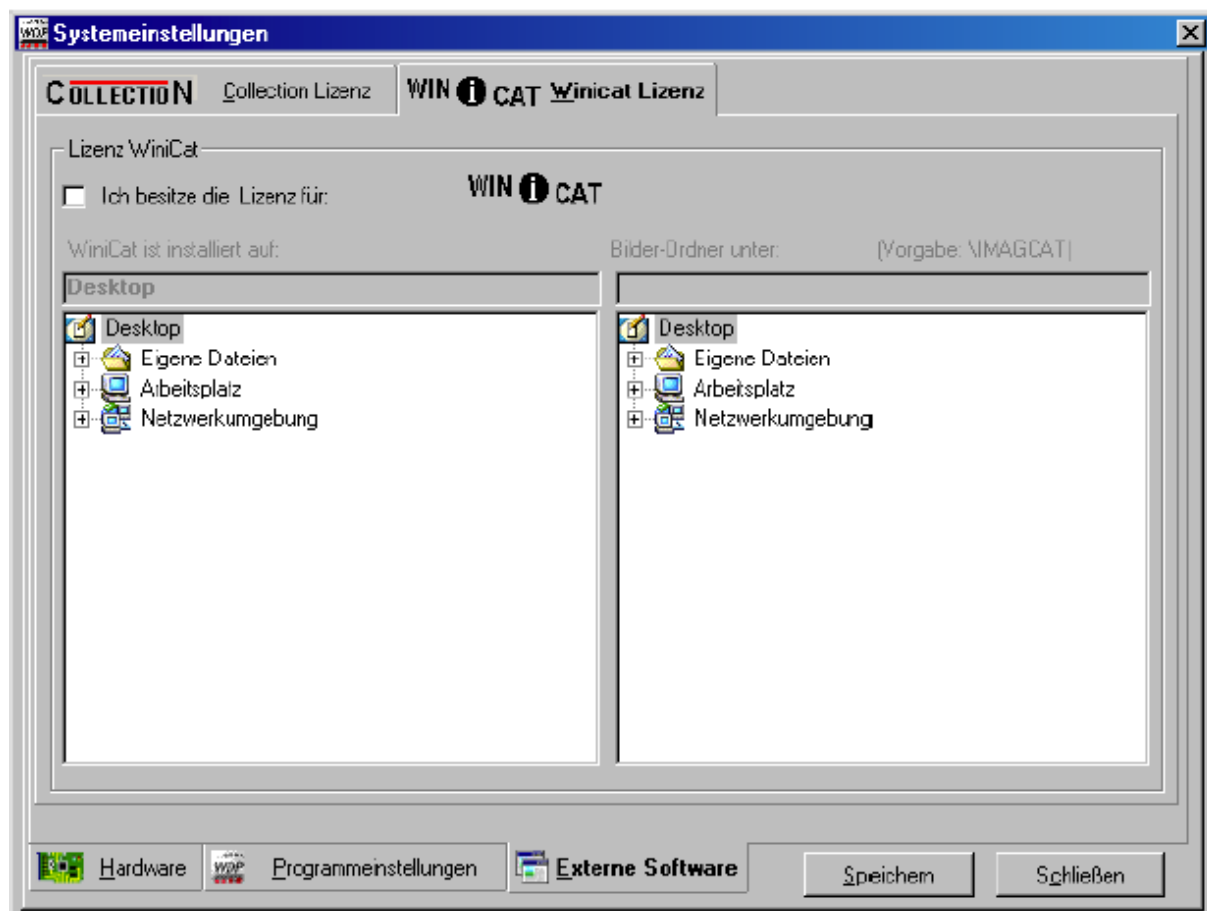 WDP Systemeinstellungen
COLLECTION Collection Lizenz WIN i CAT Winicat Lizenz
Lizenz WiniCat
Ich besitze die Lizenz für: WIN i CAT
WiniCat ist installiert auf: Bilder-Ordner unter: (Vorgabe: \IMAGCAT)
Desktop
Desktop Desktop
Eigene Dateien Eigene Dateien
Arbeitsplatz Arbeitsplatz
Netzwerkumgebung Netzwerkumgebung
Hardware WDP Programmeinstellungen Externe Software Speichern Schließen